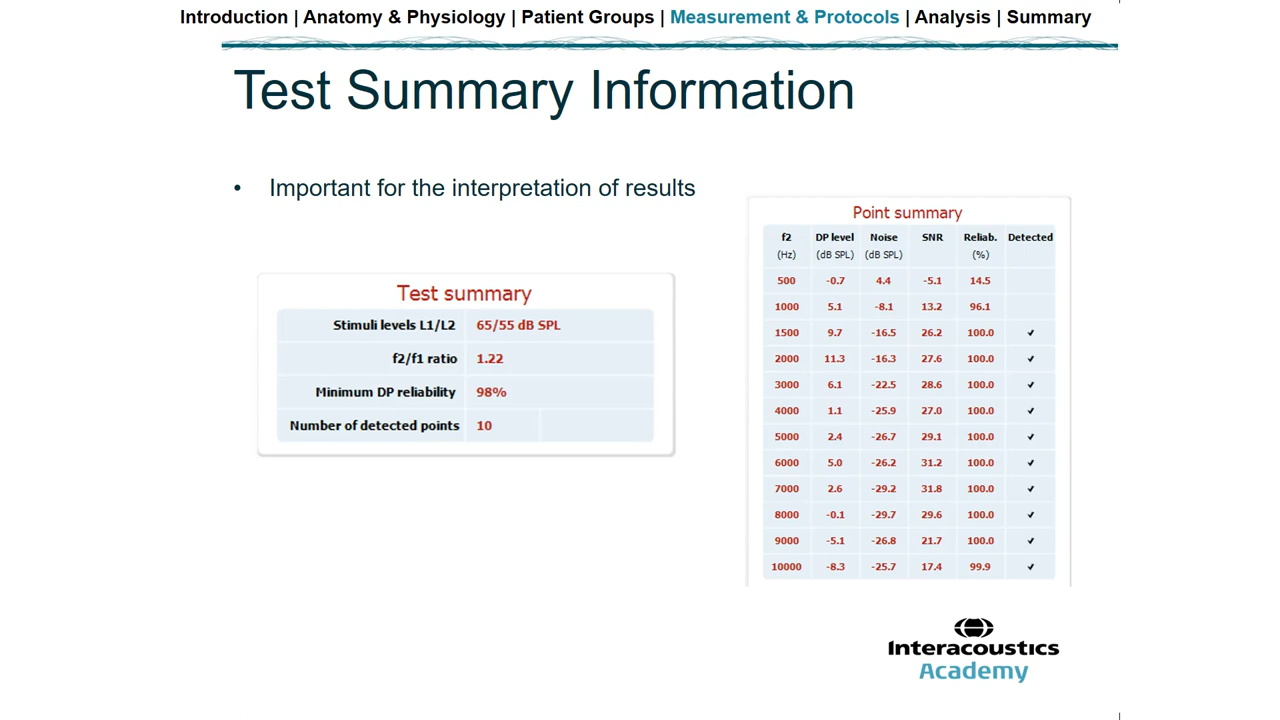 Introduction | Anatomy & Physiology | Patient Groups | Measurement & Protocols | Analysis | Summary
Test Summary Information
• Important for the interpretation of results
Test summary
Stimuli levels L1/L2 65/55 dB SPL
f2/f1 ratio 1.22
Minimum DP reliability 98%
Number of detected points 10
Point summary
f2 DP level Noise SNR Reliab. Detected
(Hz) (dB SPL) (dB SPL) (%)
500 -0.7 4.4 -5.1 14.5
1000 5.1 -8.1 13.2 96.1
1500 9.7 -16.5 26.2 100.0 ✓
2000 11.3 -16.3 27.6 100.0 ✓
3000 6.1 -22.5 28.6 100.0 ✓
4000 1.1 -25.9 27.0 100.0 ✓
5000 2.4 -26.7 29.1 100.0 ✓
6000 5.0 -26.2 31.2 100.0 ✓
7000 2.6 -29.2 31.8 100.0 ✓
8000 -0.1 -29.7 29.6 100.0 ✓
9000 -5.1 -26.8 21.7 100.0 ✓
10000 -8.3 -25.7 17.4 99.9 ✓
Interacoustics
Academy